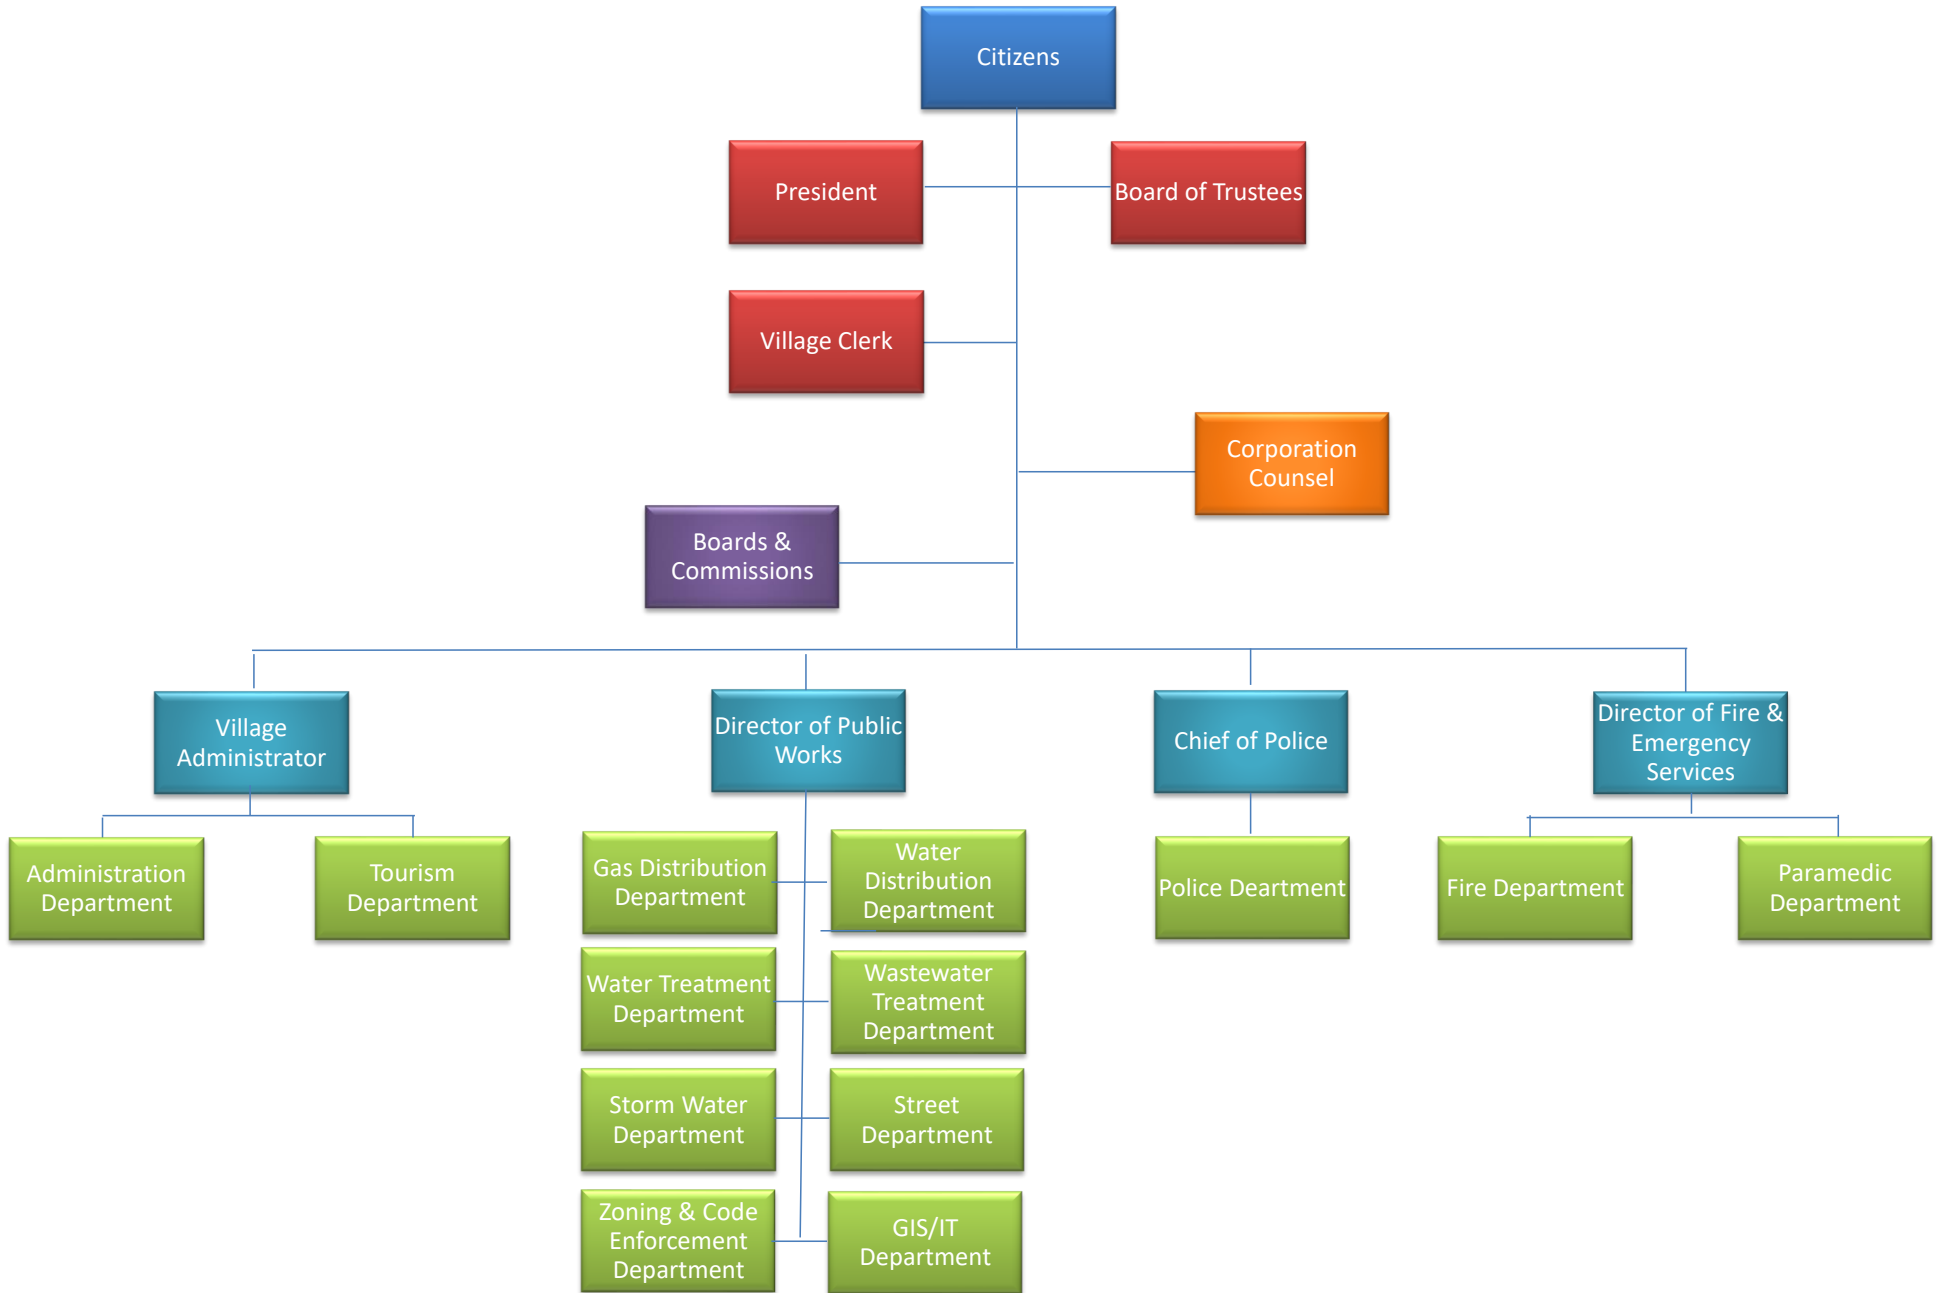 Citizens
President
Board of Trustees
Village Clerk
Corporation
Counsel
Boards &
Commissions
Village
Administrator
Director of Public
Works
Chief of Police
Director of Fire &
Emergency
Services
Administration
Department
Tourism
Department
Gas Distribution
Department
Water
Distribution
Department
Police Deartment
Fire Department
Paramedic
Department
Water Treatment
Department
Wastewater
Treatment
Department
Storm Water
Department
Street
Department
Zoning & Code
Enforcement
Department
GIS/IT
Department